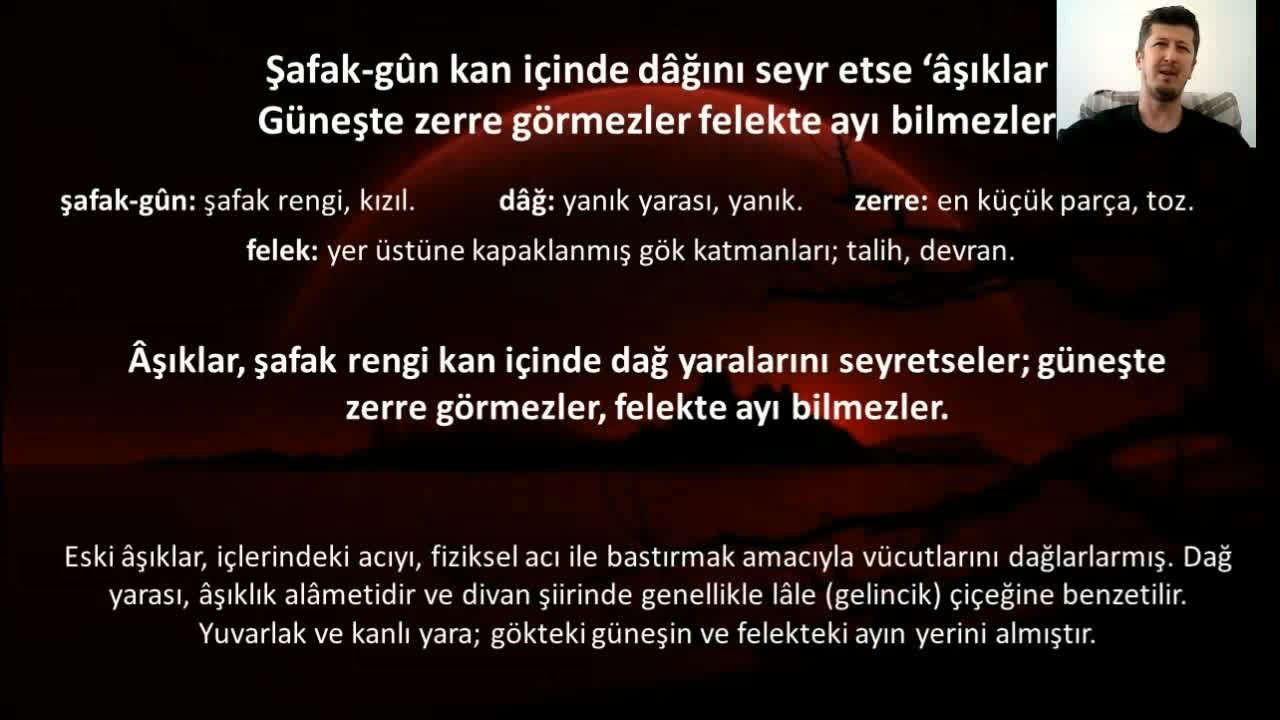 Şafak-gûn kan içinde dâğını seyr etse ‘âşıklar
Güneşte zerre görmezler felekte ayı bilmezler
şafak-gûn: şafak rengi, kızıl. dâğ: yanık yarası, yanık. zerre: en küçük parça, toz.
felek: yer üstüne kapaklanmış gök katmanları; talih, devran.
Âşıklar, şafak rengi kan içinde dağ yaralarını seyretseler; güneşte
zerre görmezler, felekte ayı bilmezler.
Eski âşıklar, içlerindeki acıyı, fiziksel acı ile bastırmak amacıyla vücutlarını dağlarlarmış. Dağ
yarası, âşıklık alâmetidir ve divan şiirinde genellikle lâle (gelincik) çiçeğine benzetilir.
Yuvarlak ve kanlı yara; gökteki güneşin ve felekteki ayın yerini almıştır.